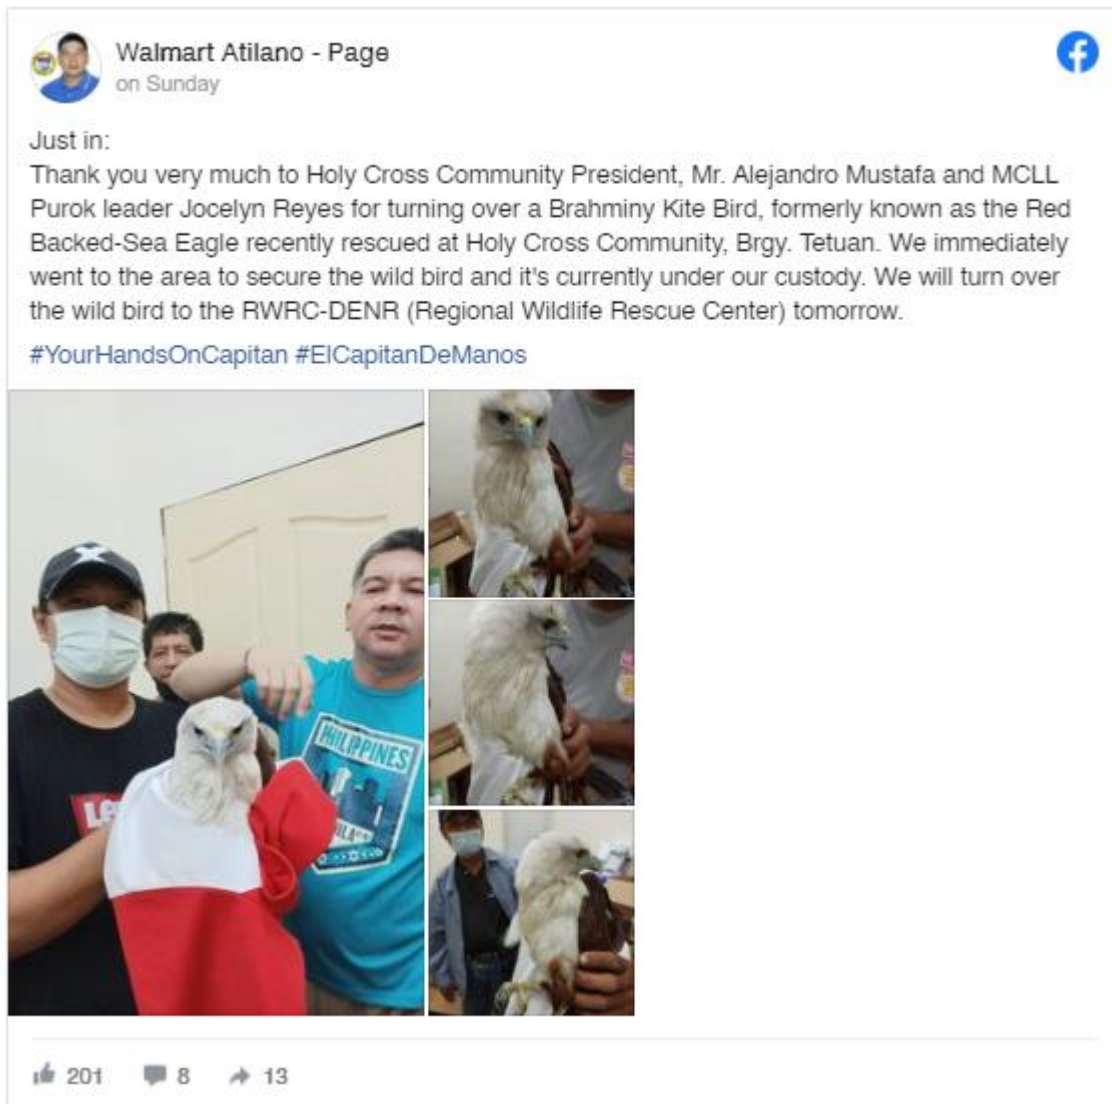 Walmart Atilano - Page
on Sunday
Just in:
Thank you very much to Holy Cross Community President, Mr. Alejandro Mustafa and MCLL
Purok leader Jocelyn Reyes for turning over a Brahminy Kite Bird, formerly known as the Red
Backed-Sea Eagle recently rescued at Holy Cross Community, Brgy. Tetuan. We immediately
went to the area to secure the wild bird and it's currently under our custody. We will turn over
the wild bird to the RWRC-DENR (Regional Wildlife Rescue Center) tomorrow.
#YourHandsOnCapitan #ElCapitanDeManos
PHILIPPINES
201 8 13